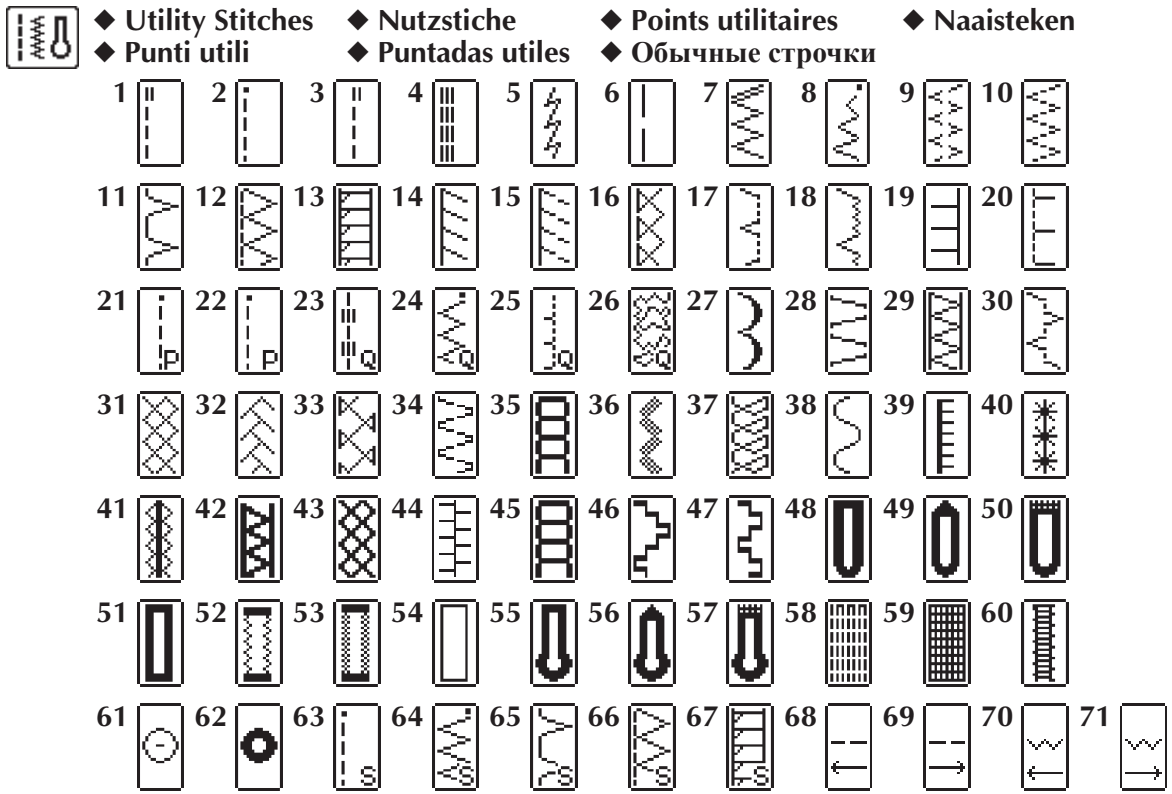 ◆ Utility Stitches ◆ Nutzstiche ◆ Points utilitaires ◆ Naaisteken
◆ Punti utili ◆ Puntadas utiles ◆ Обычные строчки
1 2 3 4 5 6 7 8 9 10
11 12 13 14 15 16 17 18 19 20
21 22 23 24 25 26 27 28 29 30
P P Q Q Q Q
31 32 33 34 35 36 37 38 39 40
41 42 43 44 45 46 47 48 49 50
51 52 53 54 55 56 57 58 59 60
61 62 63 64 65 66 67 68 69 70 71
S S S S S